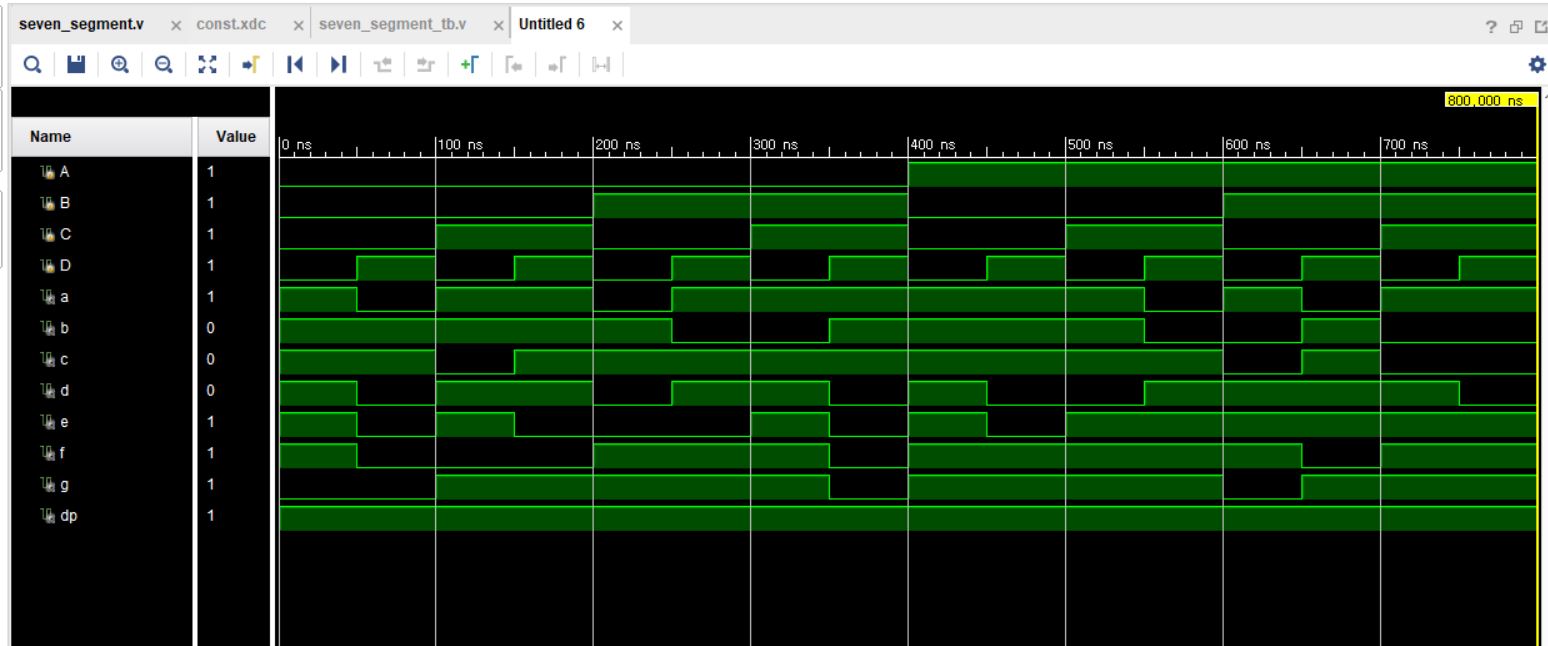 seven_segment.v × const.xdc × seven_segment_tb.v × Untitled 6 × ?
800,000 ns
Name Value
0 ns 100 ns 200 ns 300 ns 400 ns 500 ns 600 ns 700 ns
A 1
B 1
C 1
D 1
a 1
b 0
c 0
d 0
e 1
f 1
g 1
dp 1